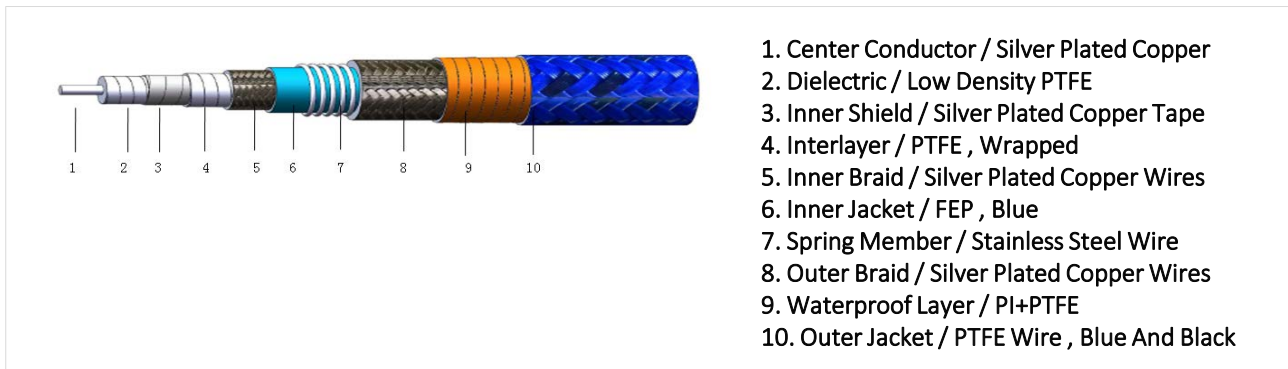 1. Center Conductor / Silver Plated Copper
2. Dielectric / Low Density PTFE
3. Inner Shield / Silver Plated Copper Tape
4. Interlayer / PTFE , Wrapped
5. Inner Braid / Silver Plated Copper Wires
6. Inner Jacket / FEP , Blue
7. Spring Member / Stainless Steel Wire
8. Outer Braid / Silver Plated Copper Wires
9. Waterproof Layer / PI+PTFE
10. Outer Jacket / PTFE Wire , Blue And Black
1 2 3 4 5 6 7 8 9 10